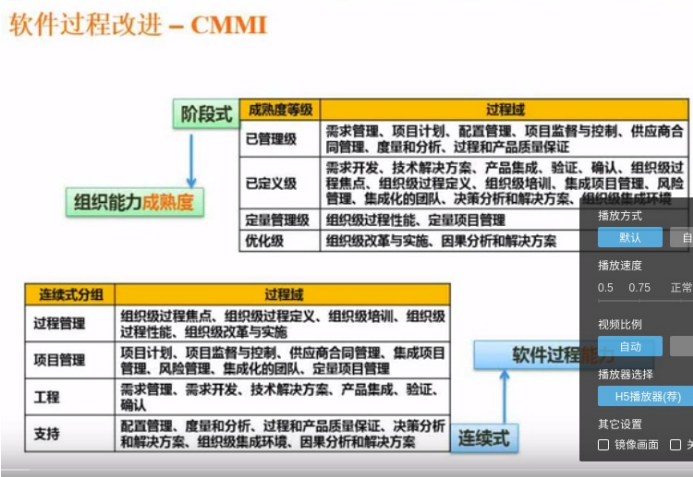 软件过程改进 – CMMI
阶段式
组织能力成熟度
成熟度等级 过程域
已管理级
需求管理、项目计划、配置管理、项目监督与控制、供应商合
同管理、度量和分析、过程和产品质量保证
已定义级
需求开发、技术解决方案、产品集成、验证、确认、组织级过
程焦点、组织级过程定义、组织级培训、集成项目管理、风险
管理、集成化的团队、决策分析和解决方案、组织级集成环境
定量管理级 组织级过程性能、定量项目管理
优化级 组织级改革与实施、因果分析和解决方案
连续式分组 过程域
过程管理
组织级过程焦点、组织级过程定义、组织级培训、组织级
过程性能、组织级改革与实施
项目管理
项目计划、项目监督与控制、供应商合同管理、集成项目
管理、风险管理、集成化的团队、定量项目管理
工程
需求管理、需求开发、技术解决方案、产品集成、验证、
确认
支持
配置管理、度量和分析、过程和产品质量保证、决策分析
和解决方案、组织级集成环境、因果分析和解决方案
软件过程能力
连续式
播放方式
默认 自
播放速度
0.5 0.75 正常
视频比例
自动
播放器选择
H5播放器(荐)
其它设置
镜像画面 关